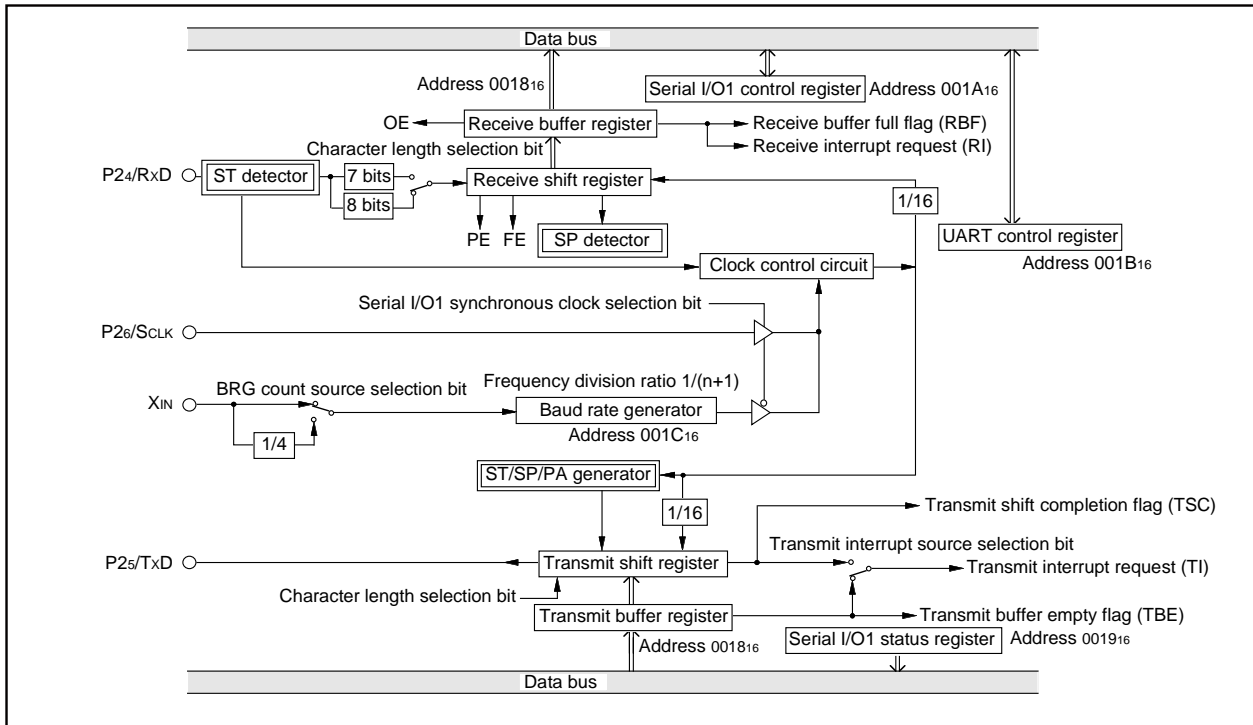 Data bus
Address 001816
Serial I/O1 control register
Address 001A16
OE
Receive buffer register
Receive buffer full flag (RBF)
Receive interrupt request (RI)
Character length selection bit
P24/RXD
ST detector
7 bits
8 bits
Receive shift register
1/16
PE
FE
SP detector
UART control register
Address 001B16
Clock control circuit
Serial I/O1 synchronous clock selection bit
P26/SCLK
BRG count source selection bit
Frequency division ratio 1/(n+1)
XIN
Baud rate generator
Address 001C16
1/4
ST/SP/PA generator
1/16
Transmit shift completion flag (TSC)
Transmit interrupt source selection bit
P25/TXD
Transmit shift register
Transmit interrupt request (TI)
Character length selection bit
Transmit buffer register
Transmit buffer empty flag (TBE)
Address 001816
Serial I/O1 status register
Address 001916
Data bus